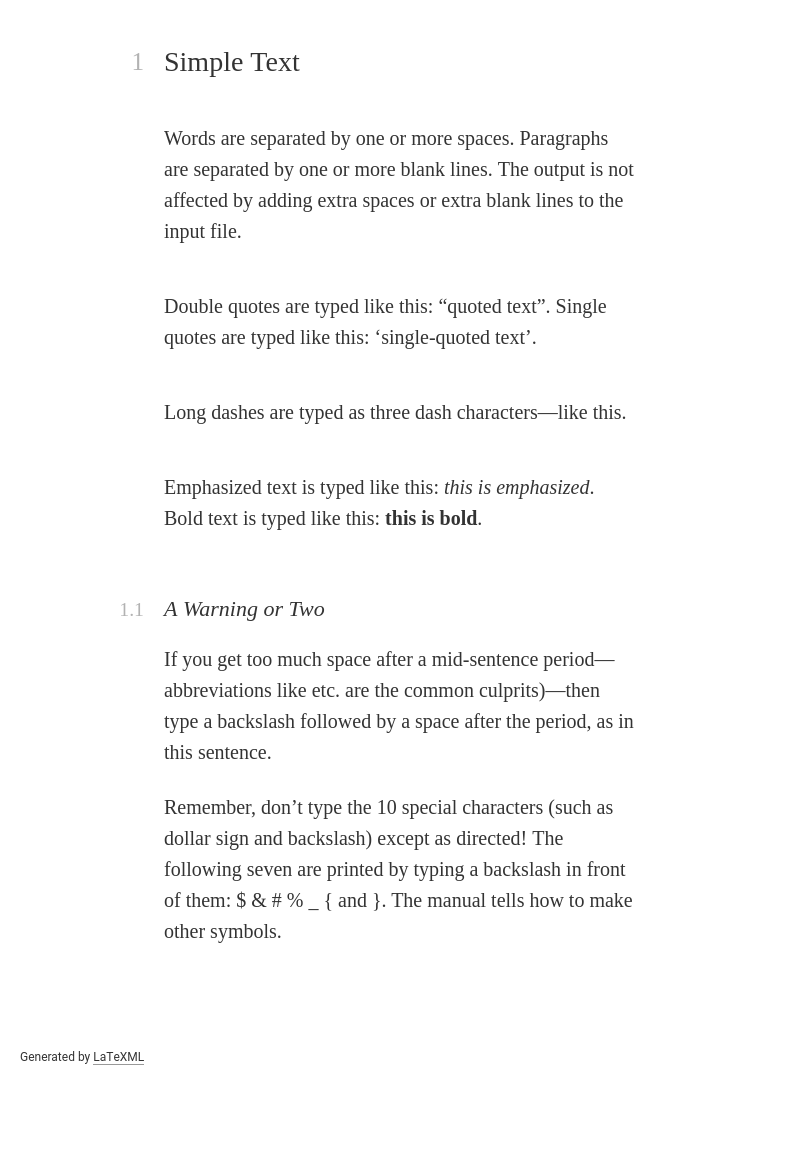 1 Simple Text
Words are separated by one or more spaces. Paragraphs
are separated by one or more blank lines. The output is not
affected by adding extra spaces or extra blank lines to the
input file.
Double quotes are typed like this: “quoted text”. Single
quotes are typed like this: ‘single-quoted text’.
Long dashes are typed as three dash characters—like this.
Emphasized text is typed like this: this is emphasized.
Bold text is typed like this: this is bold.
1.1 A Warning or Two
If you get too much space after a mid-sentence period—
abbreviations like etc. are the common culprits)—then
type a backslash followed by a space after the period, as in
this sentence.
Remember, don’t type the 10 special characters (such as
dollar sign and backslash) except as directed! The
following seven are printed by typing a backslash in front
of them: $ & # % _ { and }. The manual tells how to make
other symbols.
Generated by LaTeXML